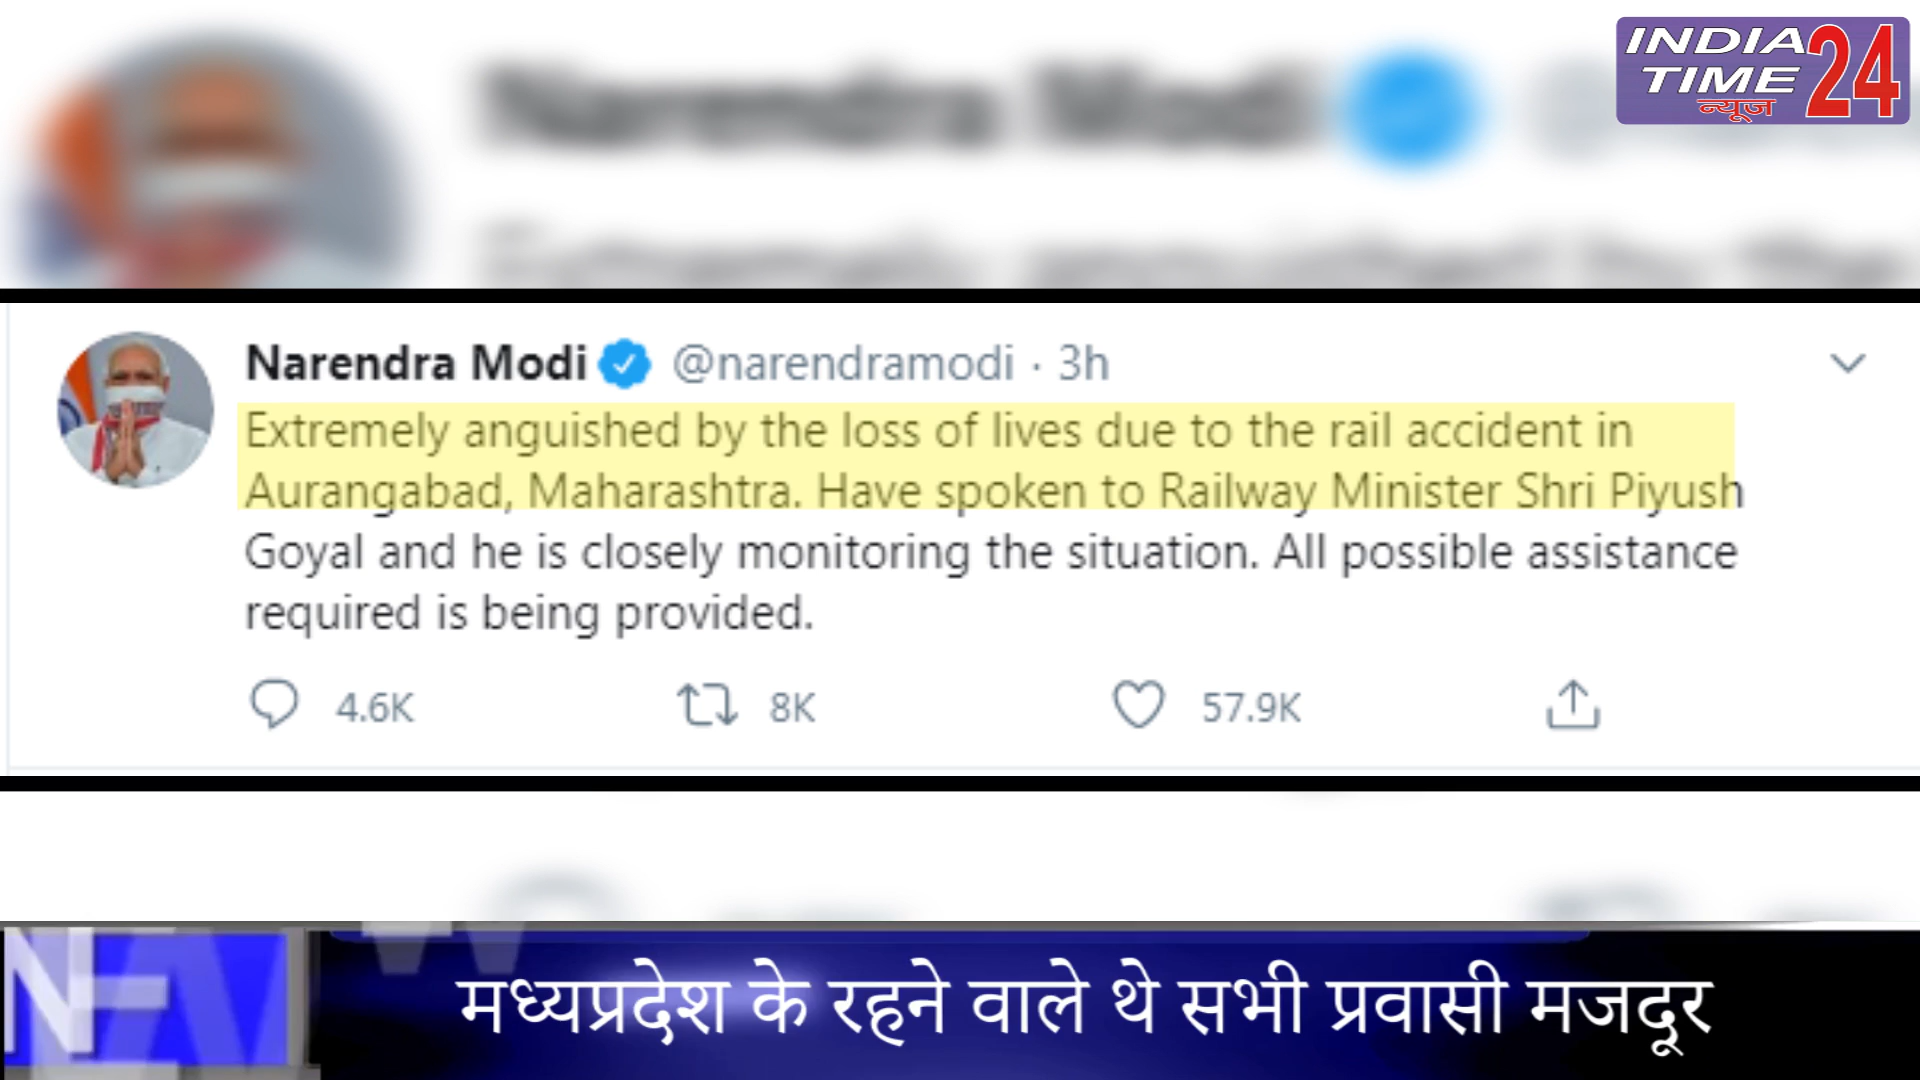 Narendra Modi
INDIA
TIME 24
न्यूज
Narendra Modi @narendramodi · 3h
Extremely anguished by the loss of lives due to the rail accident in
Aurangabad, Maharashtra. Have spoken to Railway Minister Shri Piyush
Goyal and he is closely monitoring the situation. All possible assistance
required is being provided.
4.6K 8K 57.9K
मध्यप्रदेश के रहने वाले थे सभी प्रवासी मजदूर